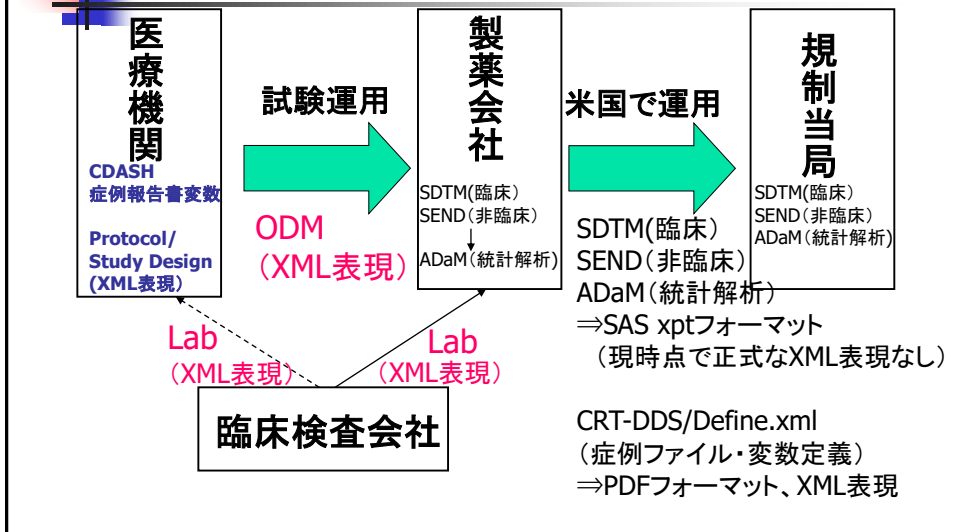 医療機関
CDASH
症例報告書変数
Protocol/
Study Design
(XML表現)
試験運用
ODM
(XML表現)
製薬会社
SDTM(臨床)
SEND(非臨床)
ADaM(統計解析)
米国で運用
SDTM(臨床)
SEND(非臨床)
ADaM(統計解析)
⇒SAS xptフォーマット
(現時点で正式なXML表現なし)
CRT-DDS/Define.xml
(症例ファイル・変数定義)
⇒PDFフォーマット、XML表現
規制当局
SDTM(臨床)
SEND(非臨床)
ADaM(統計解析)
Lab
(XML表現)
Lab
(XML表現)
臨床検査会社